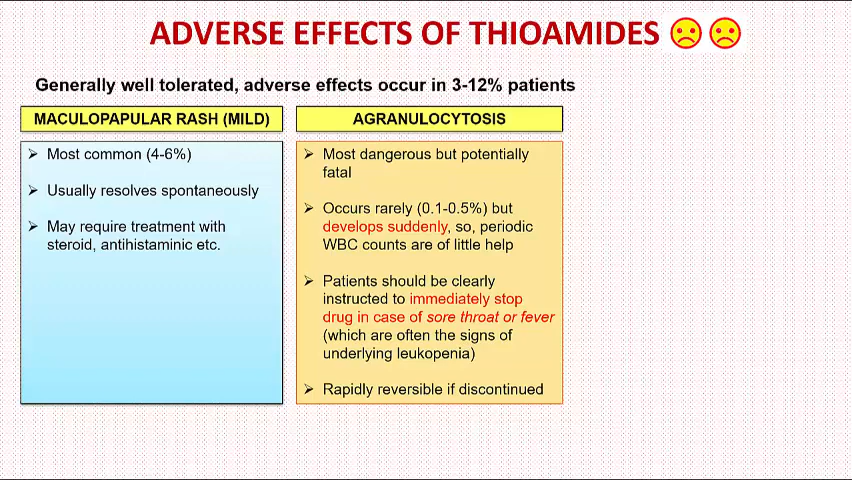 ADVERSE EFFECTS OF THIOAMIDES
Generally well tolerated, adverse effects occur in 3-12% patients
MACULOPAPULAR RASH (MILD)
Most common (4-6%)
Usually resolves spontaneously
May require treatment with
steroid, antihistaminic etc.
AGRANULOCYTOSIS
Most dangerous but potentially
fatal
Occurs rarely (0.1-0.5%) but
develops suddenly, so, periodic
WBC counts are of little help
Patients should be clearly
instructed to immediately stop
drug in case of sore throat or fever
(which are often the signs of
underlying leukopenia)
Rapidly reversible if discontinued